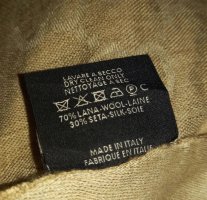 LAVARE A SECCO
DRY CLEAN ONLY
NETTOYAGE A SEC
P C
70% LANA-WOOL-LAINE
30% SETA-SILK-SOIE
MADE IN ITALY
FABRIQUE EN ITALIE